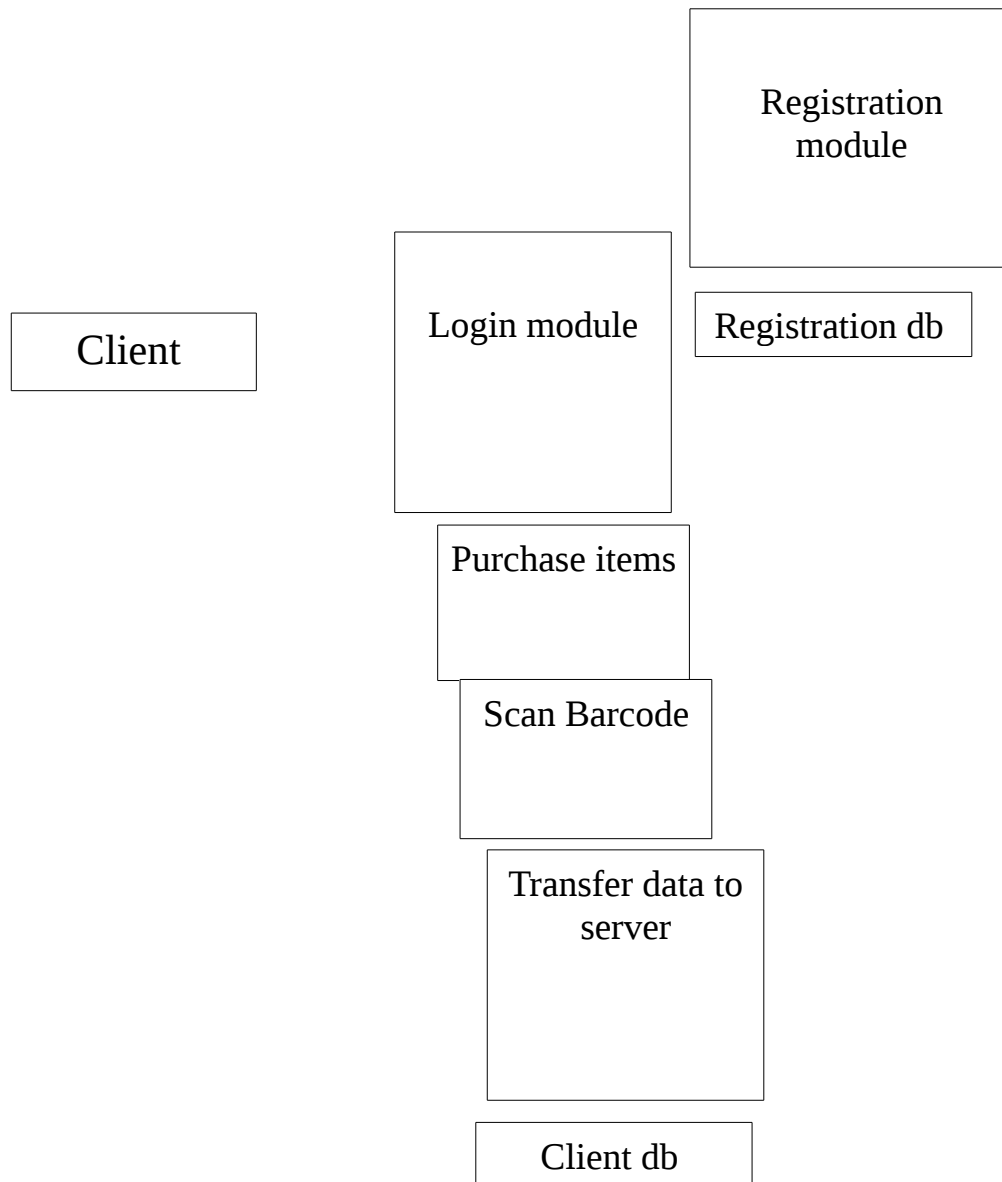 Registration
module
Login module
Registration db
Client
Purchase items
Scan Barcode
Transfer data to
server
Client db